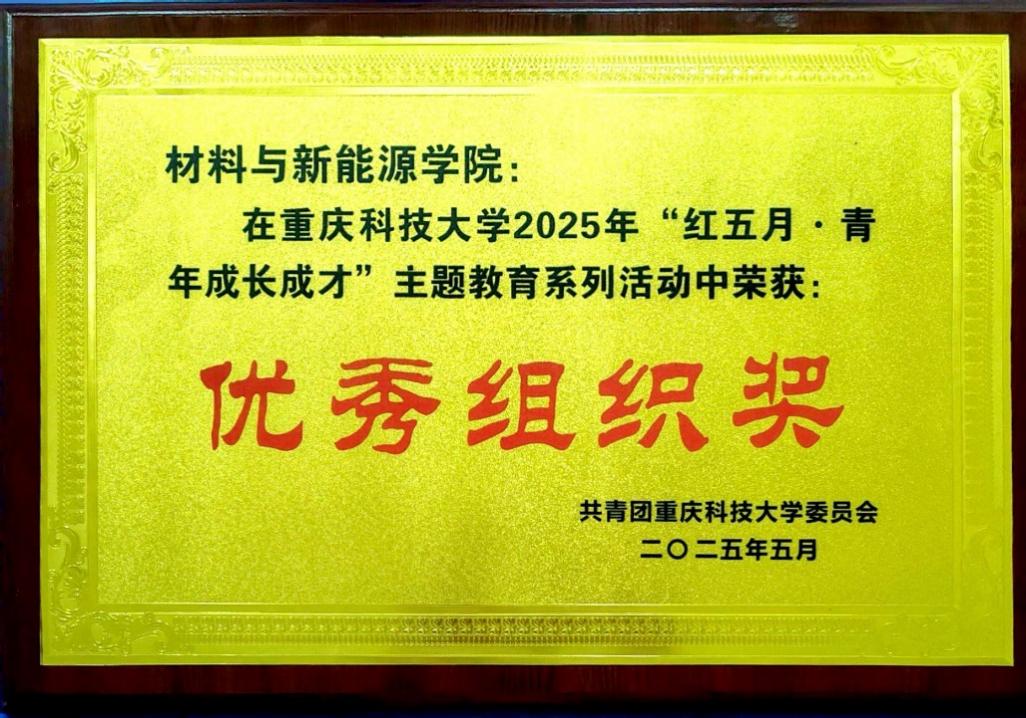 材料与新能源学院：
在重庆科技大学2025年“红五月·青
年成长成才”主题教育系列活动中荣获：
优秀组织奖
共青团重庆科技大学委员会
二〇二五年五月